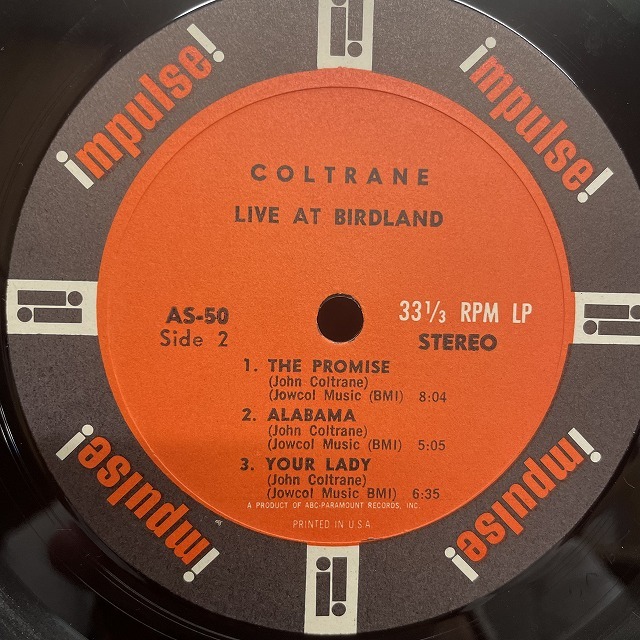 impulse!
impulse!
COLTRANE
LIVE AT BIRDLAND
AS-50
Side 2
33 1/3 RPM LP
STEREO
1. THE PROMISE
(John Coltrane)
(Jowcol Music (BMI) 8:04
2. ALABAMA
(John Coltrane)
(Jowcol Music (BMI) 5:05
3. YOUR LADY
(John Coltrane)
(Jowcol Music BMI) 6:35
A PRODUCT OF ABC-PARAMOUNT RECORDS, INC.
PRINTED IN U.S.A.
impulse!
impulse!